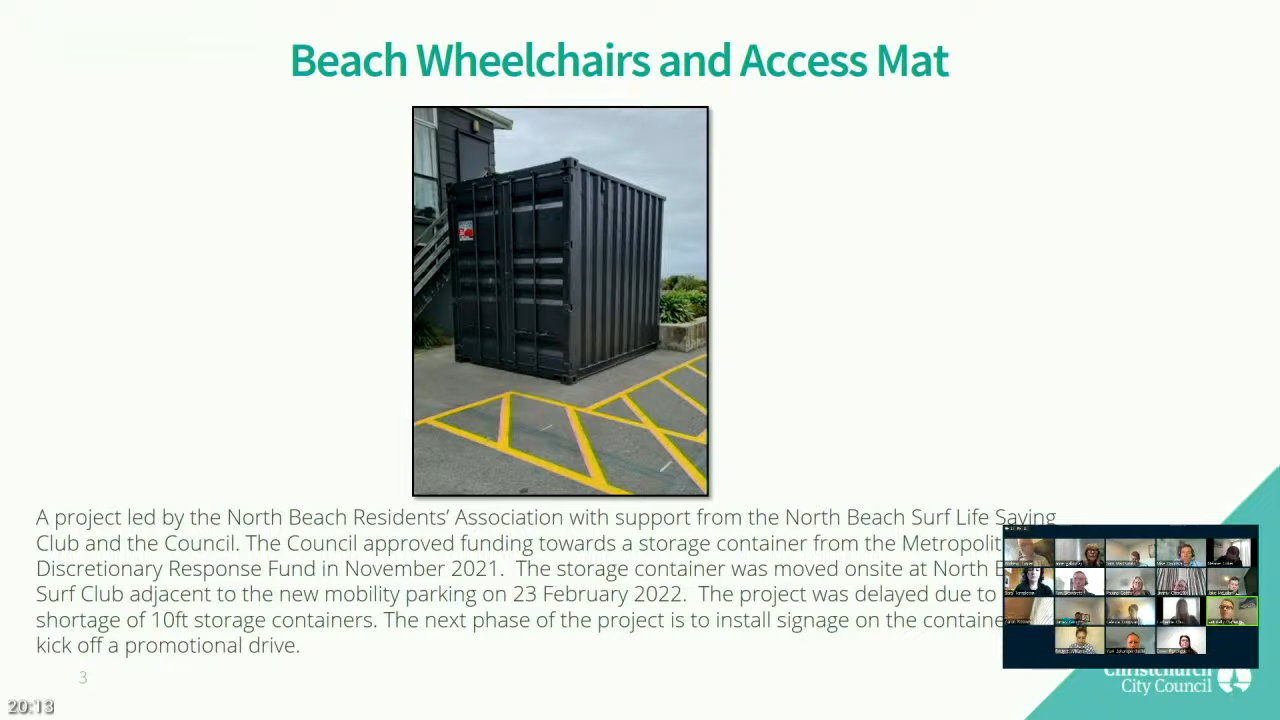 Beach Wheelchairs and Access Mat
A project led by the North Beach Residents’ Association with support from the North Beach Surf Life Saving
Club and the Council. The Council approved funding towards a storage container from the Metropolit
Discretionary Response Fund in November 2021. The storage container was moved onsite at North
Surf Club adjacent to the new mobility parking on 23 February 2022. The project was delayed due to
shortage of 10ft storage containers. The next phase of the project is to install signage on the containe
kick off a promotional drive.
3
Christchurch
City Council
20:13